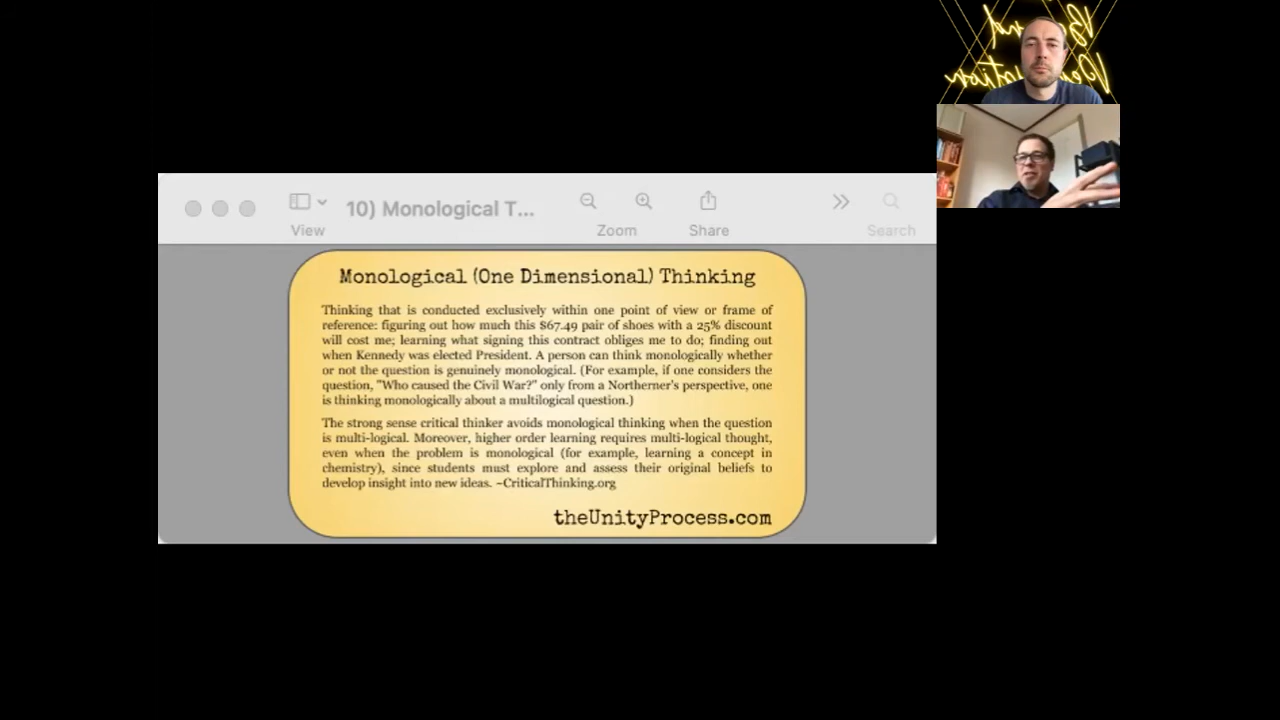 View
10) Monological T...
Zoom
Share
Search
Monological (One Dimensional) Thinking
Thinking that is conducted exclusively within one point of view or frame of
reference: figuring out how much this $67.49 pair of shoes with a 25% discount
will cost me; learning what signing this contract obliges me to do; finding out
when Kennedy was elected President. A person can think monologically whether
or not the question is genuinely monological. (For example, if one considers the
question, "Who caused the Civil War?" only from a Northerner's perspective, one
is thinking monologically about a multilogical question.)
The strong sense critical thinker avoids monological thinking when the question
is multi-logical. Moreover, higher order learning requires multi-logical thought,
even when the problem is monological (for example, learning a concept in
chemistry), since students must explore and assess their original beliefs to
develop insight into new ideas. ~CriticalThinking.org
theUnityProcess.com